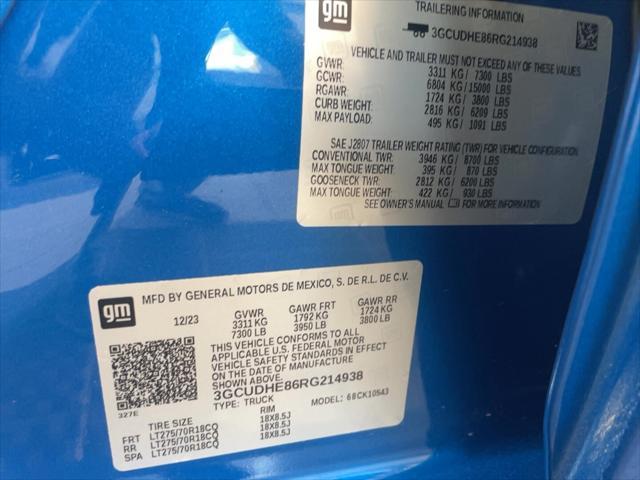 gm
TRAILERING INFORMATION
3GCUDHE86RG214938
VEHICLE AND TRAILER MUST NOT EXCEED ANY OF THESE VALUES
GVWR: 3311 KG / 7300 LBS
GCWR: 6804 KG / 15000 LBS
RGAWR: 1724 KG / 3800 LBS
CURB WEIGHT: 2816 KG / 6209 LBS
MAX PAYLOAD: 495 KG / 1091 LBS
SAE J2807 TRAILER WEIGHT RATING (TWR) FOR VEHICLE CONFIGURATION
CONVENTIONAL TWR: 3946 KG / 8700 LBS
MAX TONGUE WEIGHT: 395 KG / 870 LBS
GOOSENECK TWR: 2812 KG / 6200 LBS
MAX TONGUE WEIGHT: 422 KG / 930 LBS
SEE OWNER'S MANUAL FOR MORE INFORMATION
gm
MFD BY GENERAL MOTORS DE MEXICO, S. DE R.L. DE C.V.
12/23 GVWR GAWR FRT GAWR RR
3311 KG 1792 KG 1724 KG
7300 LB 3950 LB 3800 LB
THIS VEHICLE CONFORMS TO ALL
APPLICABLE U.S. FEDERAL MOTOR
VEHICLE SAFETY STANDARDS IN EFFECT
ON THE DATE OF MANUFACTURE
SHOWN ABOVE.
3GCUDHE86RG214938
327E TYPE: TRUCK MODEL: 68CK10543
TIRE SIZE RIM
FRT LT275/70R18CQ 18X8.5J
RR LT275/70R18CQ 18X8.5J
SPA LT275/70R18CQ 18X8.5J